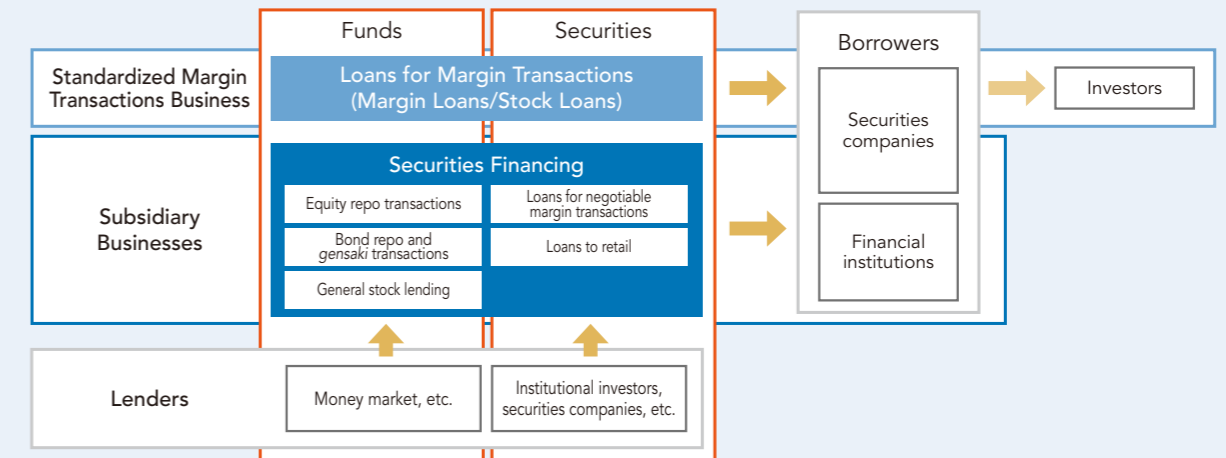 Funds
Securities
Borrowers
Standardized Margin
Transactions Business
Loans for Margin Transactions
(Margin Loans/Stock Loans)
Securities
companies
Investors
Subsidiary
Businesses
Securities Financing
Equity repo transactions
Loans for negotiable
margin transactions
Bond repo and
gensaki transactions
Loans to retail
General stock lending
Financial
institutions
Lenders
Money market, etc.
Institutional investors,
securities companies, etc.